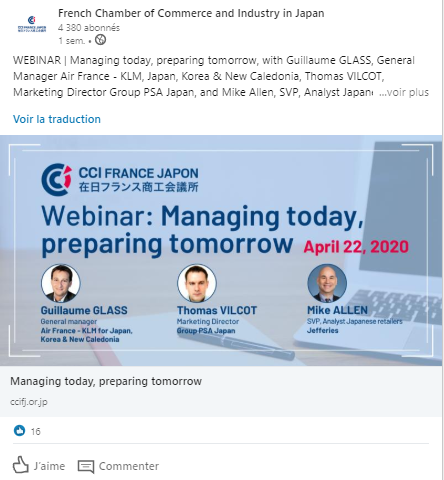 French Chamber of Commerce and Industry in Japan
4 380 abonnés
1 sem. •
WEBINAR | Managing today, preparing tomorrow, with Guillaume GLASS, General
Manager Air France - KLM, Japan, Korea & New Caledonia, Thomas VILCOT,
Marketing Director Group PSA Japan, and Mike Allen, SVP, Analyst Japane ...voir plus
Voir la traduction
CCI FRANCE JAPON
在日フランス商工会議所
Webinar: Managing today,
preparing tomorrow April 22, 2020
Guillaume GLASS
General manager
Air France - KLM for Japan,
Korea & New Caledonia
Thomas VILCOT
Marketing Director
Group PSA Japan
Mike ALLEN
SVP, Analyst Japanese retailers
Jefferies
Managing today, preparing tomorrow
ccifj.or.jp
16
J'aime
Commenter